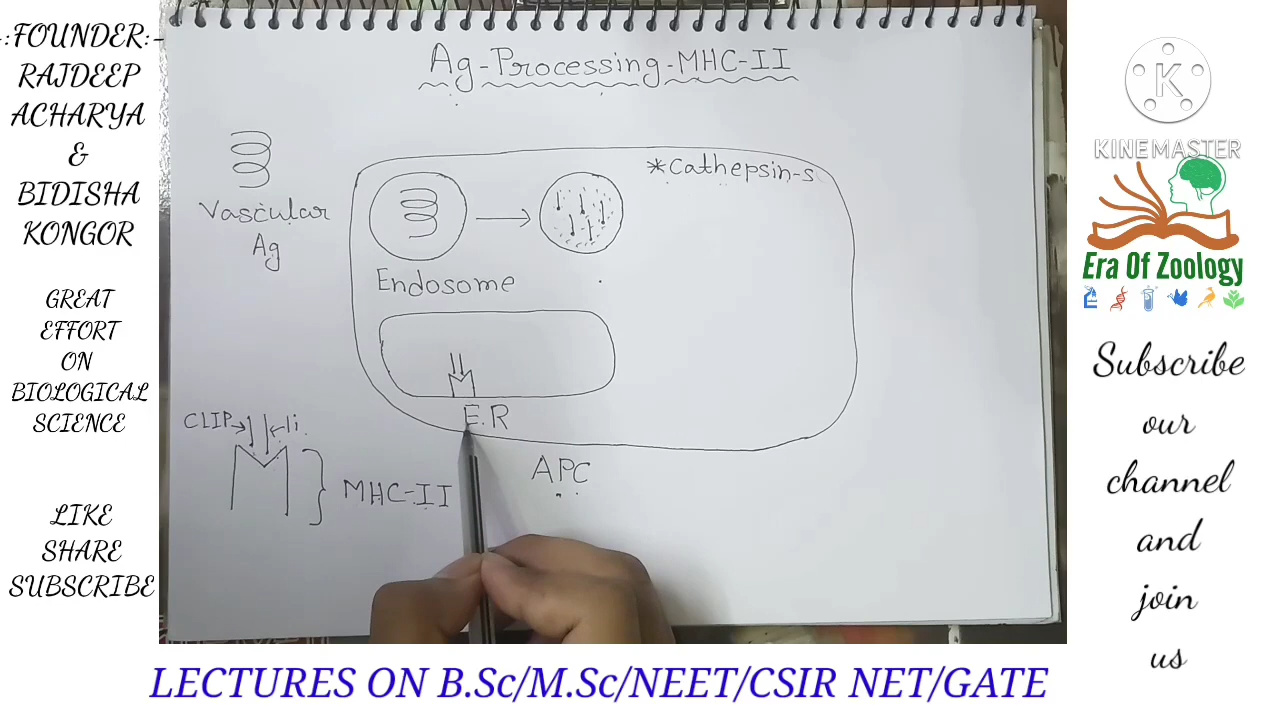 :FOUNDER:-
RAJDEEP
ACHARYA
&
BIDISHA
KONGOR
GREAT
EFFORT
ON
BIOLOGICAL
SCIENCE
LIKE
SHARE
SUBSCRIBE
Ag-Processing-MHC-II
Vascular
Ag
*Cathepsin-s
Endosome
E.R
APC
CLIP
li
MHC-II
K
KINEMASTER
Era Of Zoology
Subscribe
our
channel
and
join
us
LECTURES ON B.Sc/M.Sc/NEET/CSIR NET/GATE